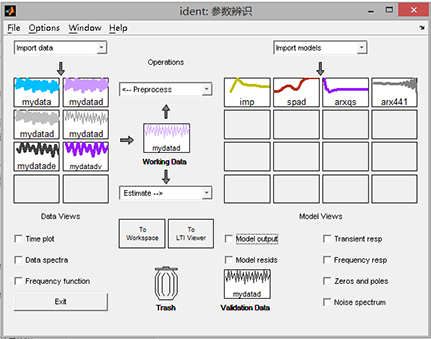 ident: 参数辨识
File Options Window Help
Import data
Import models
Operations
<-- Preprocess
mydata
mydatad
mydatad
mydatad
mydatade
mydatadv
imp
spad
arxqs
arx441
mydatad
Working Data
Estimate -->
Data Views
Time plot
Data spectra
Frequency function
Exit
To Workspace
To LTI Viewer
Trash
mydatad
Validation Data
Model Views
Model output
Model resids
Transient resp
Frequency resp
Zeros and poles
Noise spectrum